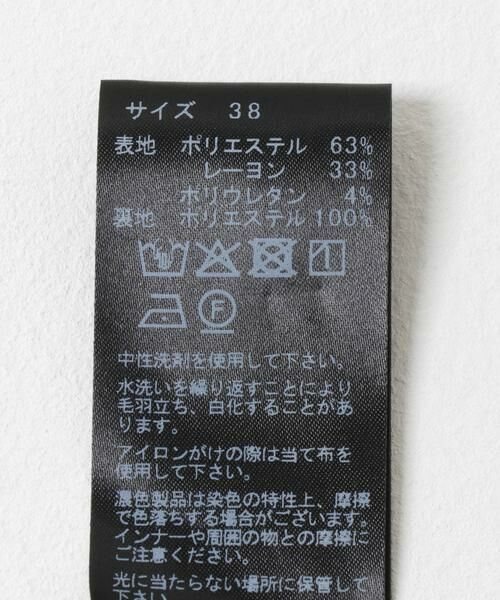 サイズ 38
表地 ポリエステル 63%
レーヨン 33%
ポリウレタン 4%
裏地 ポリエステル 100%
F
中性洗剤を使用して下さい。
水洗いを繰り返すことにより
毛羽立ち、白化することがあ
ります。
アイロンがけの際は当て布を
使用して下さい。
濃色製品は染色の特性上、摩擦
で色落ちする場合がございます。
インナーや周囲の物との摩擦に
ご注意ください。
光に当たらない場所に保管して
下さい。